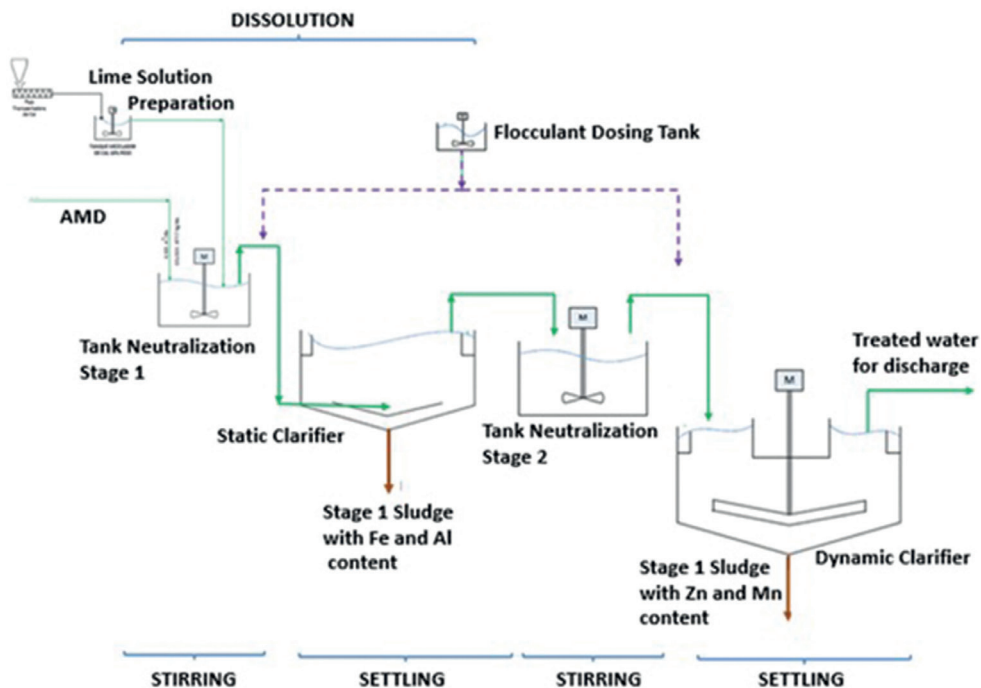 DISSOLUTION
Lime Solution
Preparation
Flocculant Dosing Tank
AMD
M
Tank Neutralization
Stage 1
Static Clarifier
Stage 1 Sludge
with Fe and Al
content
M
Tank Neutralization
Stage 2
Treated water
for discharge
M
Dynamic Clarifier
Stage 1 Sludge
with Zn and Mn
content
STIRRING
SETTLING
STIRRING
SETTLING